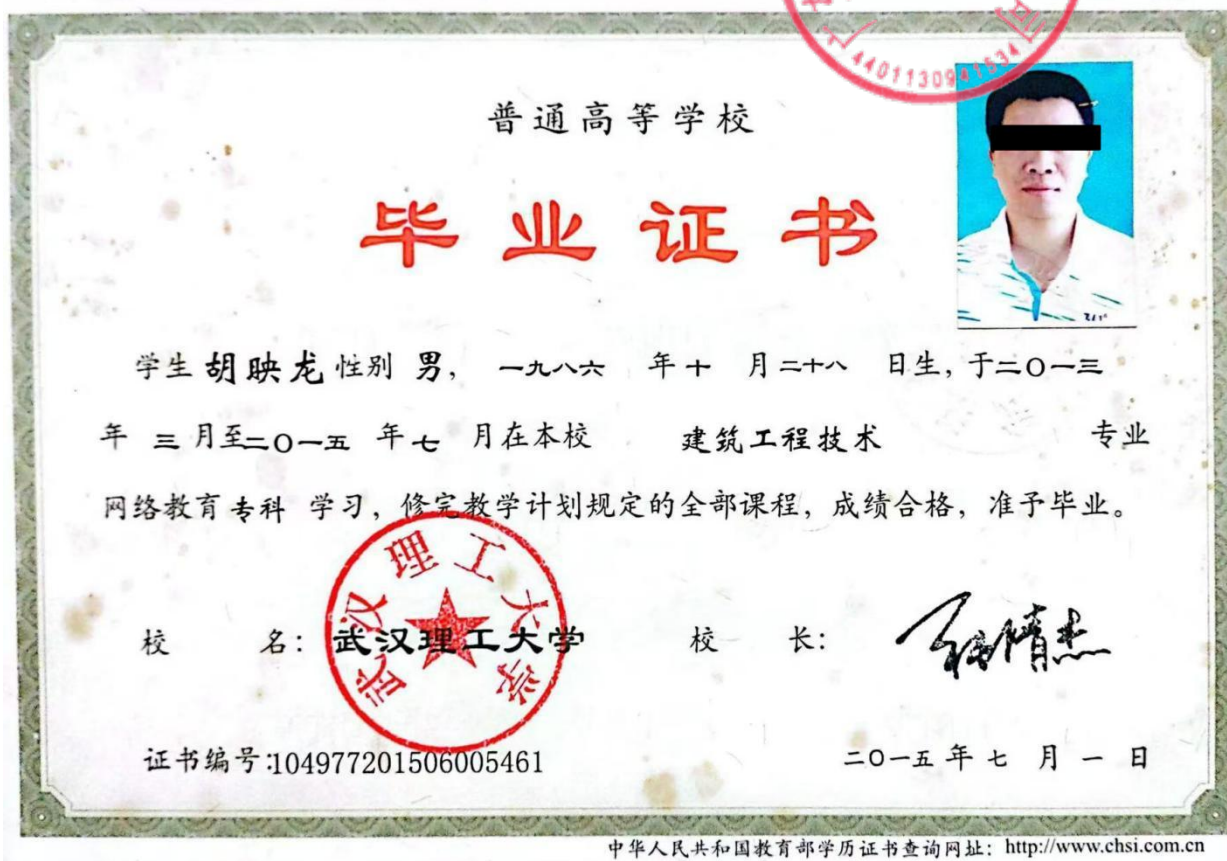 4401130941534
普通高等学校
毕业证书
学生 胡映龙 性别 男， 一九八六 年 十 月 二十八 日生，于二〇一三
年 三 月至二〇一五 年 七 月在本校 建筑工程技术 专业
网络教育 专科 学习，修完教学计划规定的全部课程，成绩合格，准予毕业。
武汉理工大学
校 名：武汉理工大学 校 长：
证书编号:104977201506005461 二〇一五 年 七 月 一 日
中华人民共和国教育部学历证书查询网址：http://www.chsi.com.cn